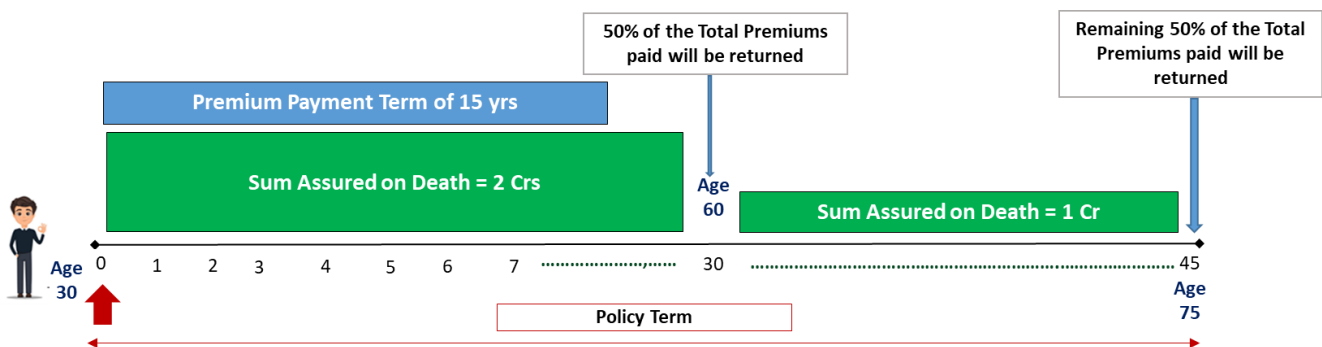 50% of the Total Premiums
paid will be returned
Remaining 50% of the Total
Premiums paid will be
returned
Premium Payment Term of 15 yrs
Sum Assured on Death = 2 Crs
Age
60
Sum Assured on Death = 1 Cr
Age
30
0 1 2 3 4 5 6 7 ................,...... 30 ........................................ 45
Age
75
Policy Term